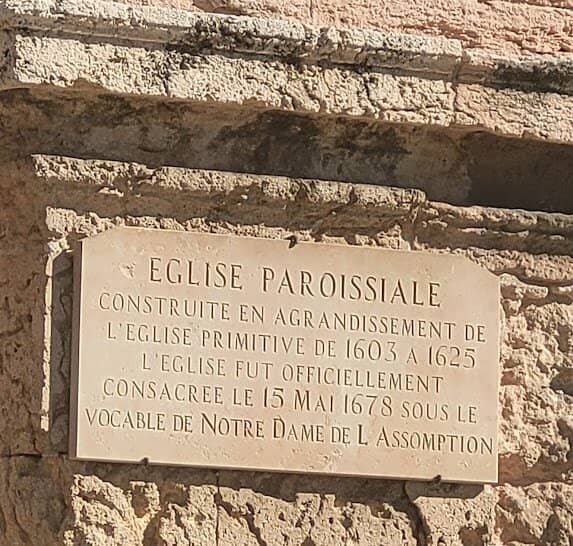 EGLISE PAROISSIALE
CONSTRUITE EN AGRANDISSEMENT DE
L'EGLISE PRIMITIVE DE 1603 A 1625
L'EGLISE FUT OFFICIELLEMENT
CONSACREE LE 15 MAI 1678 SOUS LE
VOCABLE DE NOTRE DAME DE L ASSOMPTION